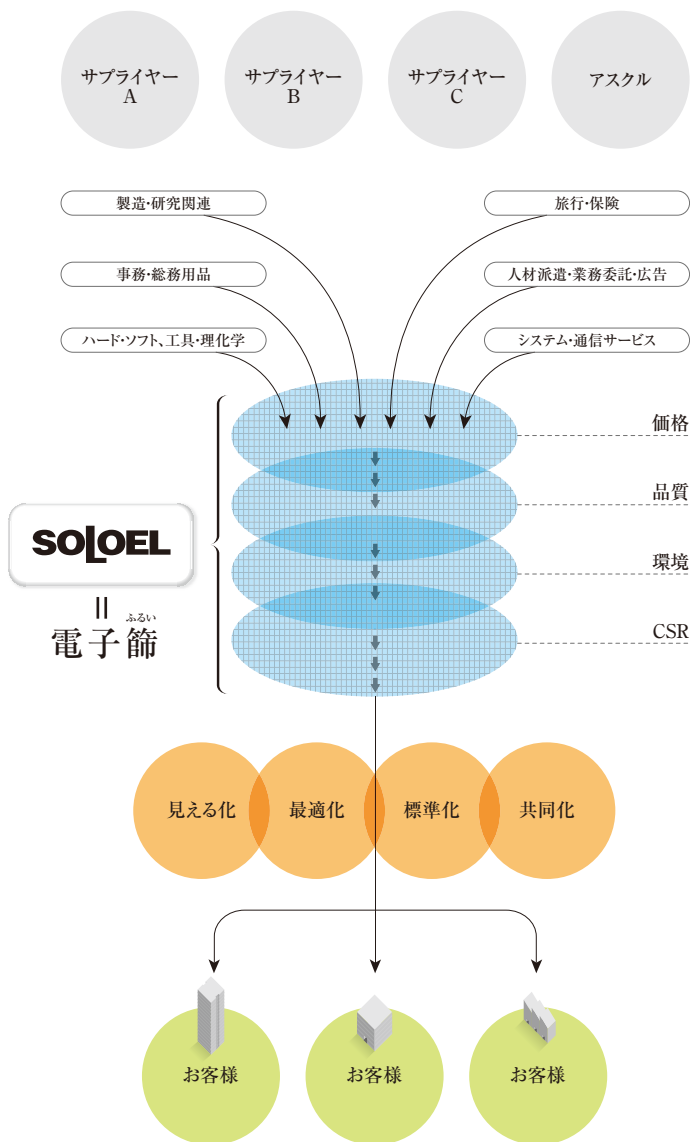 サプライヤー
A
サプライヤー
B
サプライヤー
C
アスクル
製造・研究関連
旅行・保険
事務・総務用品
人材派遣・業務委託・広告
ハード・ソフト、工具・理化学
システム・通信サービス
価格
品質
環境
CSR
SOLOEL
=
ふるい
電子篩
見える化
最適化
標準化
共同化
お客様
お客様
お客様